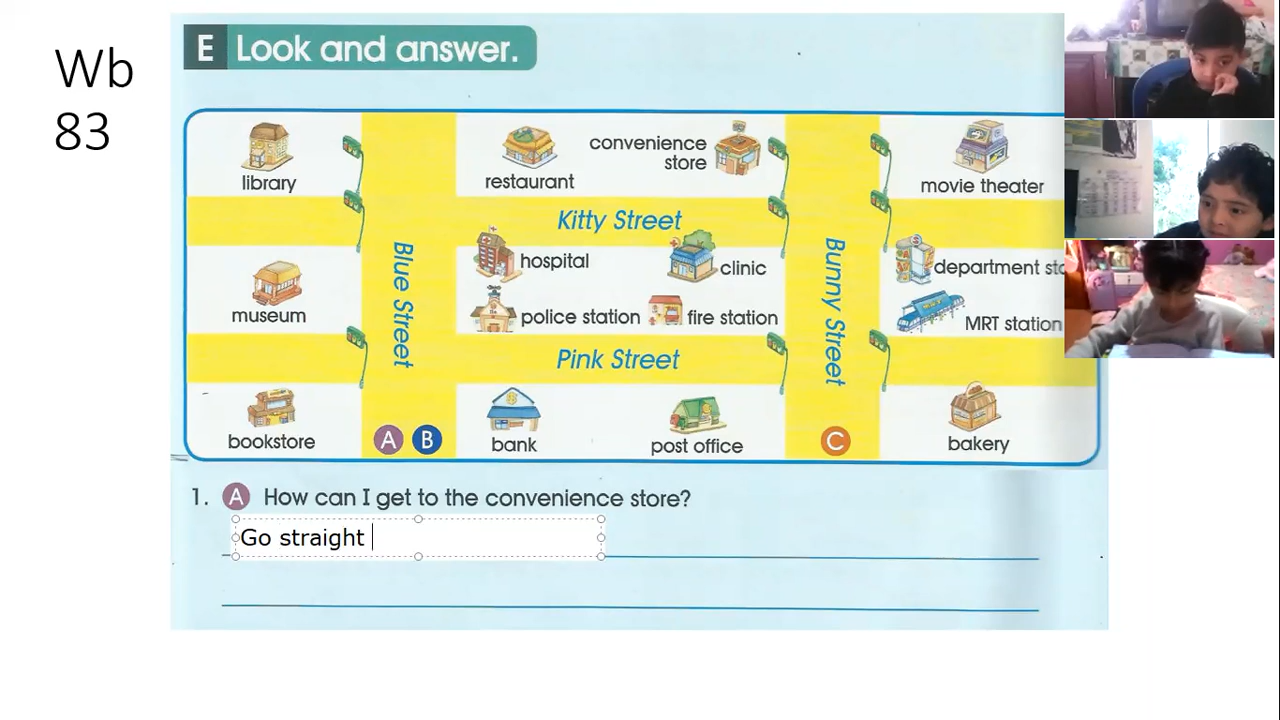 Wb
83
E Look and answer.
library
restaurant
convenience
store
movie theater
Kitty Street
Blue Street
Bunny Street
hospital
clinic
department sto
museum
police station
fire station
MRT station
Pink Street
bookstore
A
B
bank
post office
C
bakery
1. A How can I get to the convenience store?
Go straight